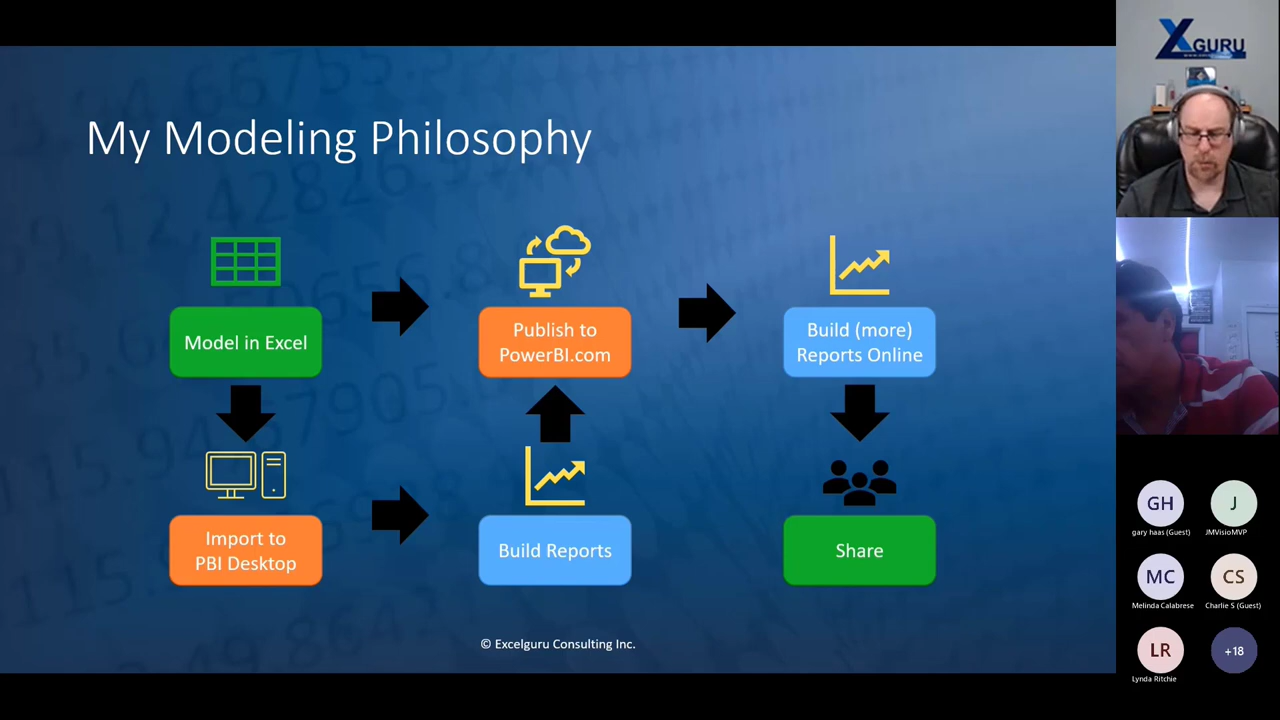 My Modeling Philosophy
Model in Excel
Publish to
PowerBI.com
Build (more)
Reports Online
Import to
PBI Desktop
Build Reports
Share
© Excelguru Consulting Inc.
XGURU
GH
gary haas (Guest)
J
JMVisioMVP
MC
Melinda Calabrese
CS
Charlie S (Guest)
LR
Lynda Ritchie
+18